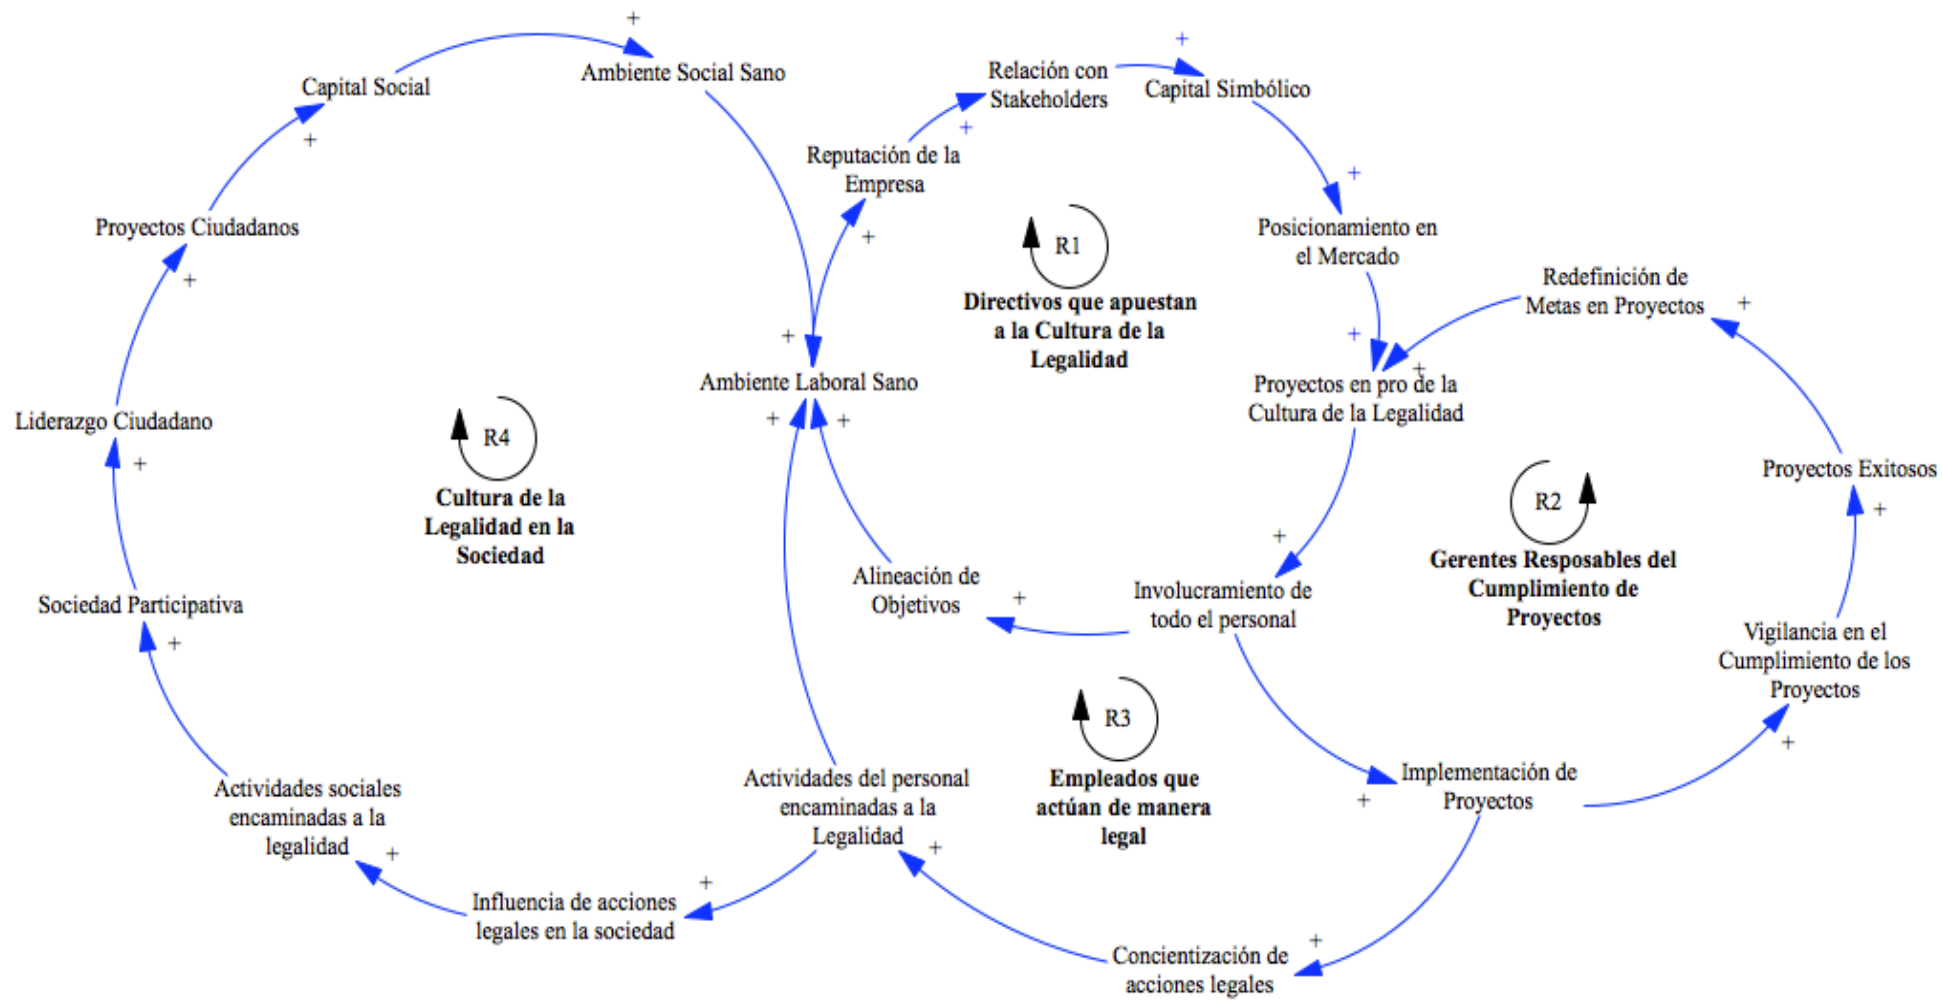 +
Capital Social
Ambiente Social Sano
+
Proyectos Ciudadanos
+
Liderazgo Ciudadano
+
Sociedad Participativa
+
Actividades sociales
encaminadas a la
legalidad
+
Influencia de acciones
legales en la sociedad
+
R4
Cultura de la
Legalidad en la
Sociedad
+
Relación con
Stakeholders
+
Capital Simbólico
Reputación de la
Empresa
+
+
Posicionamiento en
el Mercado
+
R1
Directivos que apuestan
a la Cultura de la
Legalidad
+
Ambiente Laboral Sano
+
+
Redefinición de
Metas en Proyectos
+
+
Proyectos en pro de la
Cultura de la Legalidad
Proyectos Exitosos
+
R2
Gerentes Resposables del
Cumplimiento de
Proyectos
+
Alineación de
Objetivos
+
Involucramiento de
todo el personal
Vigilancia en el
Cumplimiento de los
Proyectos
+
R3
Empleados que
actúan de manera
legal
Actividades del personal
encaminadas a la
Legalidad
+
Implementación de
Proyectos
+
Concientización de
acciones legales
+